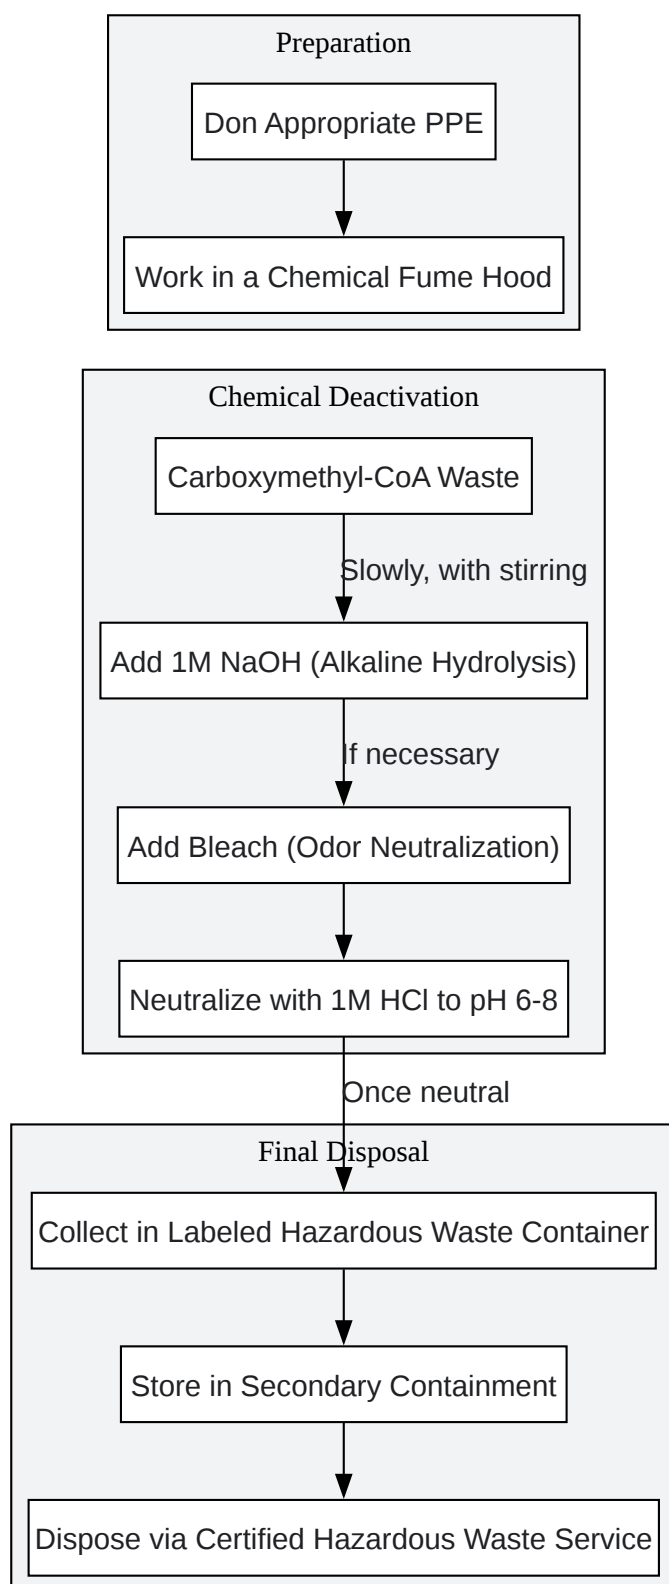 Preparation
Don Appropriate PPE
Work in a Chemical Fume Hood
Chemical Deactivation
Carboxymethyl-CoA Waste
Slowly, with stirring
Add 1M NaOH (Alkaline Hydrolysis)
If necessary
Add Bleach (Odor Neutralization)
Neutralize with 1M HCl to pH 6-8
Once neutral
Final Disposal
Collect in Labeled Hazardous Waste Container
Store in Secondary Containment
Dispose via Certified Hazardous Waste Service